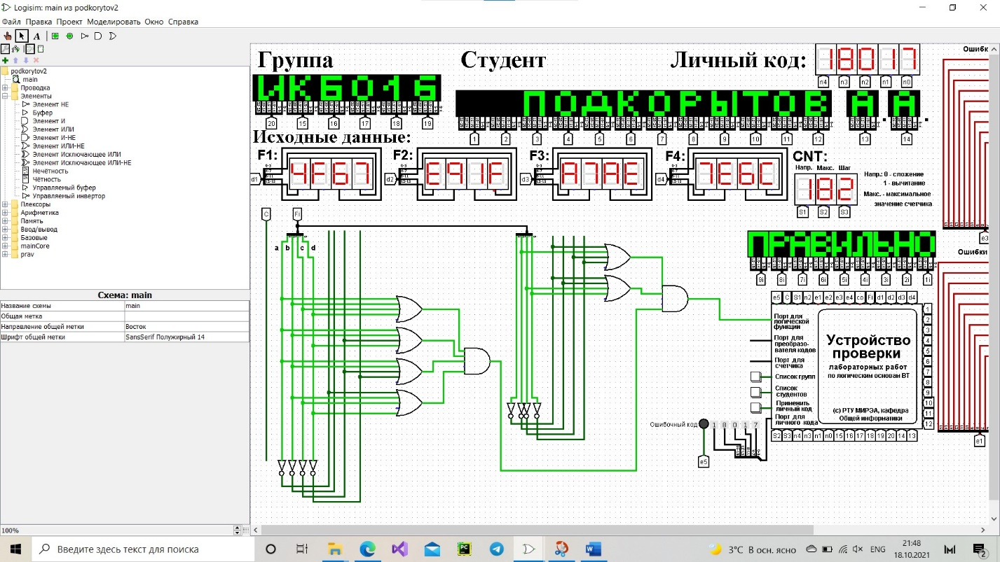 Logisim: main из podkorytov2
Файл Правка Проект Моделировать Окно Справка
A
podkorytov2
main
Проводка
Элементы
Элемент НЕ
Буфер
Элемент И
Элемент ИЛИ
Элемент И-НЕ
Элемент ИЛИ-НЕ
Элемент Исключающее ИЛИ
Элемент Исключающее ИЛИ-НЕ
Нечётность
Чётность
Управляемый буфер
Управляемый инвертор
Плексоры
Арифметика
Память
Ввод/вывод
Базовые
mainCore
prav
Схема: main
Название схемы main
Общая метка
Направление общей метки Восток
Шрифт общей метки SansSerif Полужирный 14
100%
Группа Студент Личный код: 18017
n4 n3 n2 n1 n0
ИКБ016 ПОДКОРЫТОВ А.А.
20 15 16 17 18 19
1 2 3 4 5 6 7 8 9 10 11 12 13 14
Исходные данные:
F1: 4F67 F2: E91F F3: A7AE F4: 7E6C CNT:
d1 d2 d3 d4
Напр. Макс. Шаг
182
S1 S2 S3
Напр: 0 - сложение
1 - вычитание
Макс. - максимальное
значение счетчика
Ошибк
e3
Ошибки
e1
C Fi
a b c d
ПРАВИЛЬНО
9i 8i 7i 6i 5i 4i 3i 2i 1i
e5 C S1 n2 e1 e2 e3 e4 co Fi d1 d2 d3 d4
Порт для логической функции
Порт для преобразователя кодов
Порт для счетчика
Список групп
Список студентов
Применить личный код
Порт для личного кода
Устройство
проверки
лабораторных работ
по логическим основам ВТ
(с) РТУ МИРЭА, кафедра
Общей информатики
1
2
3
4
5
6
7
8
9
10
11
12
S2 S3 n4 n3 n1 n0 15 16 17 18 19 20 14 13
Ошибочный код 1 8 0 1 7
e5
Введите здесь текст для поиска
3°C В осн. ясно
ENG
21:48
18.10.2021
2